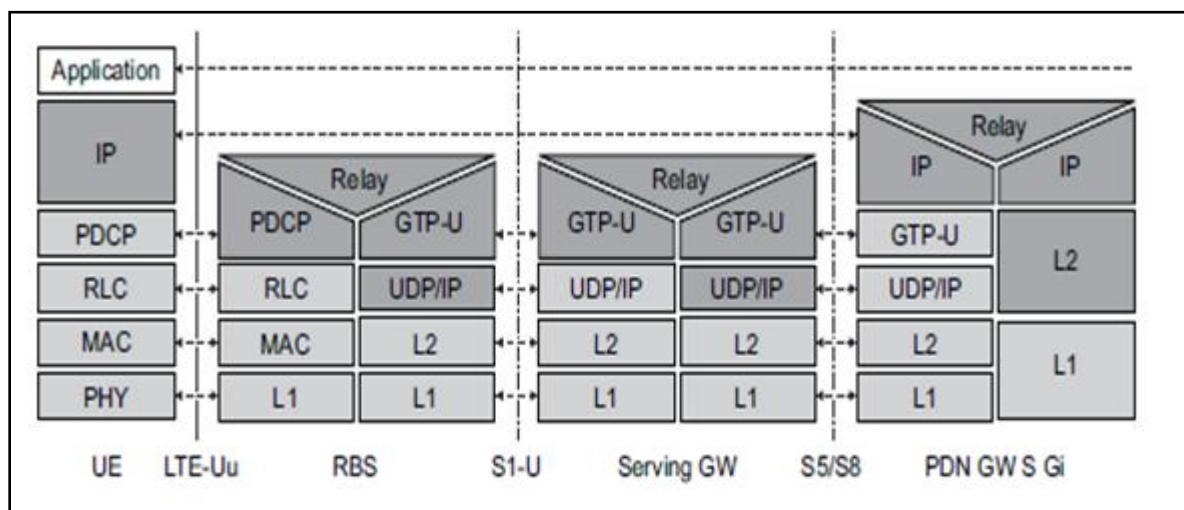 Application
IP
Relay
IP
IP
Relay
PDCP
GTP-U
Relay
GTP-U
GTP-U
PDCP
GTP-U
L2
RLC
RLC
UDP/IP
UDP/IP
UDP/IP
UDP/IP
MAC
MAC
L2
L2
L2
L2
L1
PHY
L1
L1
L1
L1
L1
UE
LTE-Uu
RBS
S1-U
Serving GW
S5/S8
PDN GW S Gi